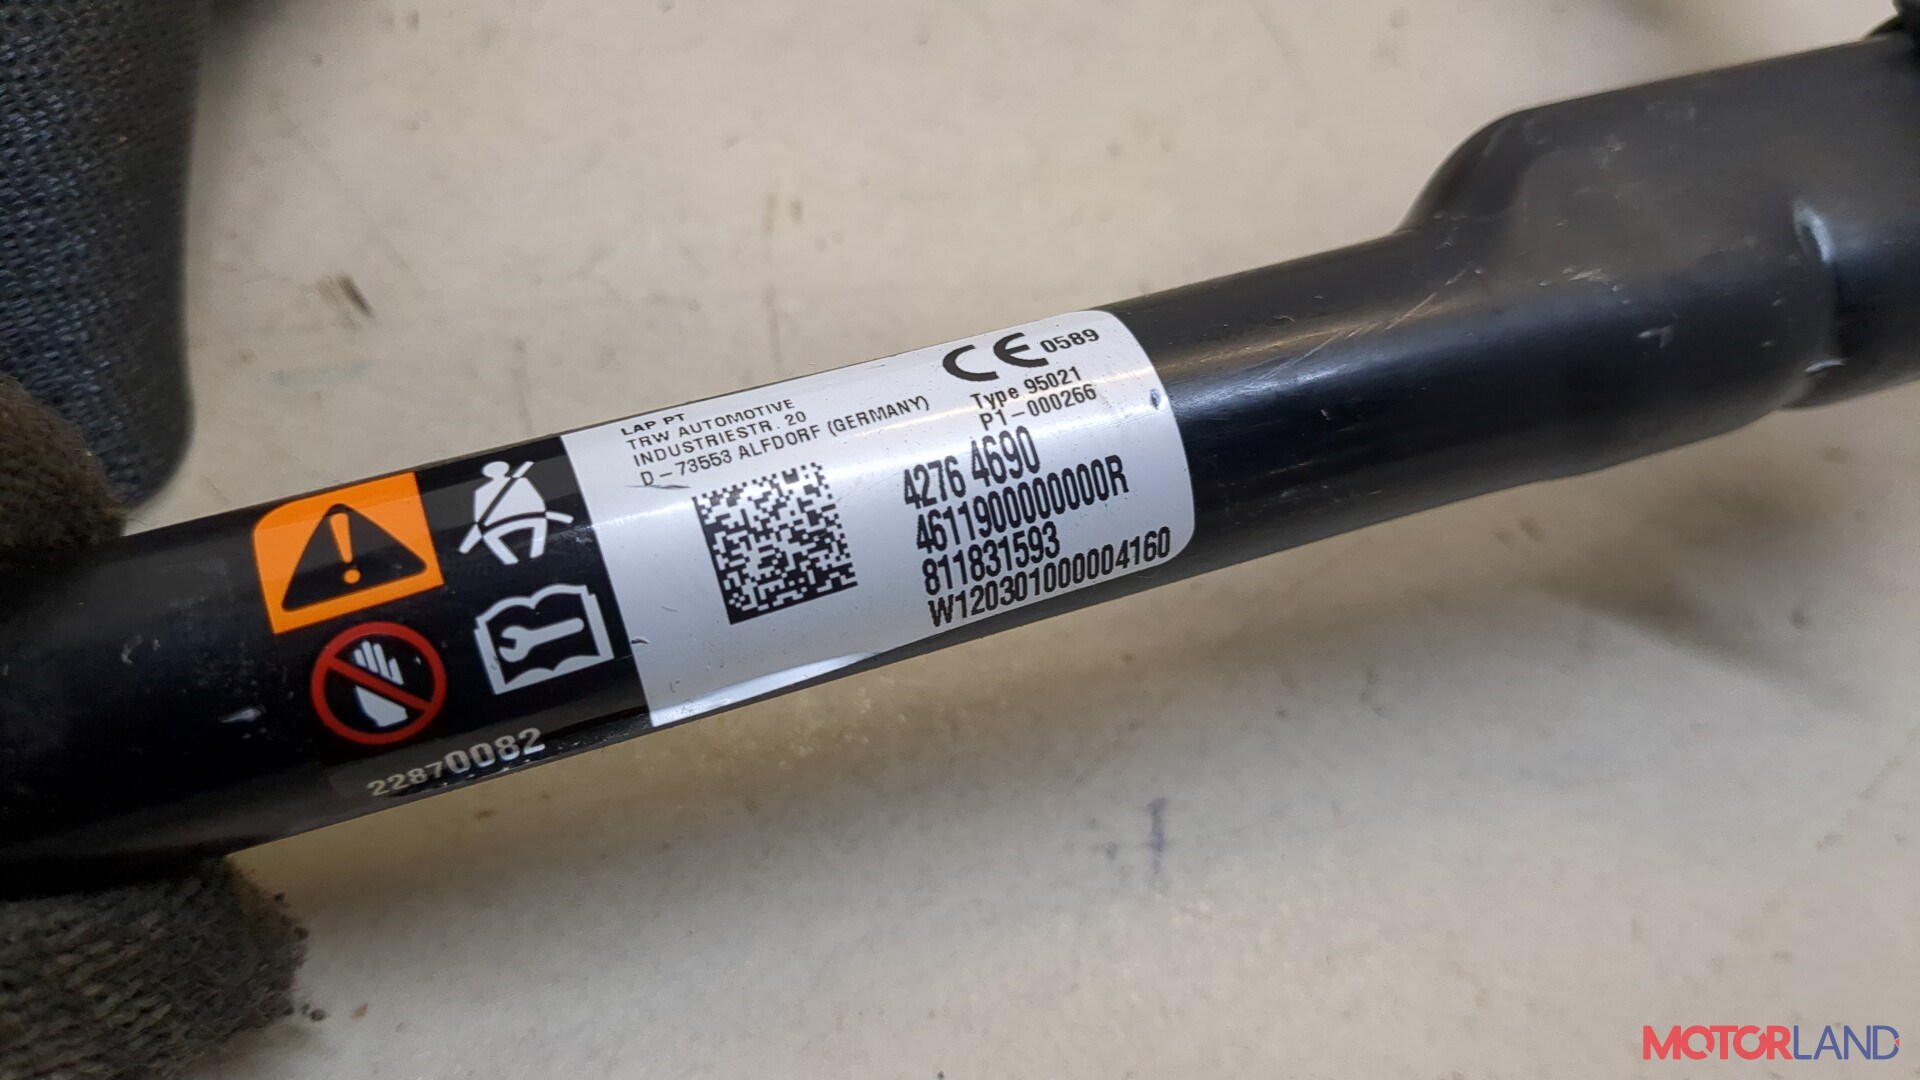 CE 0589
LAP PT
TRW AUTOMOTIVE
INDUSTRIESTR. 20
D-73553 ALFDORF (GERMANY)
Type 95021
P1-000266
4276 4690
461190000000000R
811831593
W120301000004160
22870082
MOTORLAND